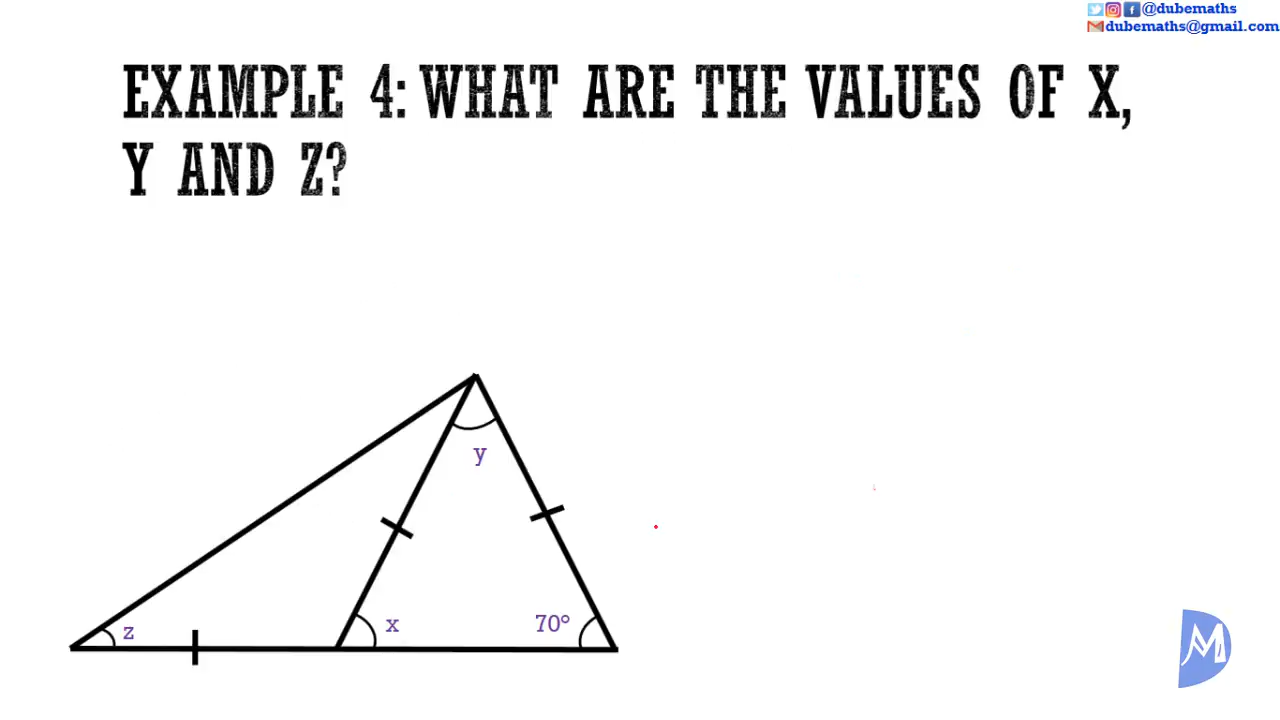 @dubemaths
dubemaths@gmail.com
EXAMPLE 4: WHAT ARE THE VALUES OF X,
Y AND Z?
y
x
70°
z
M